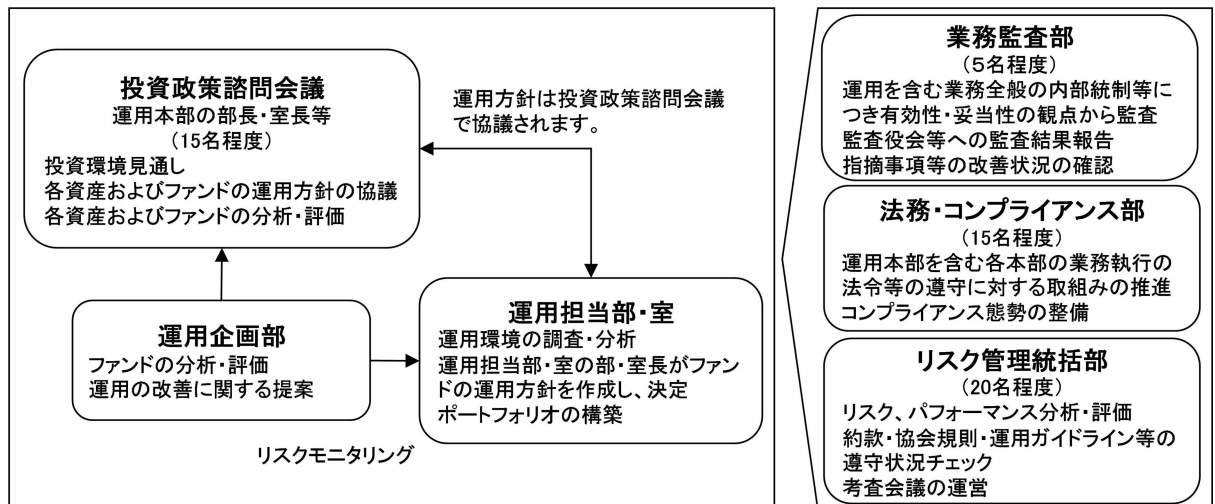 投資政策諮問会議
運用本部の部長・室長等
（15名程度）
投資環境見通し
各資産およびファンドの運用方針の協議
各資産およびファンドの分析・評価
運用方針は投資政策諮問会議
で協議されます。
運用企画部
ファンドの分析・評価
運用の改善に関する提案
運用担当部・室
運用環境の調査・分析
運用担当部・室の部・室長がファン
ドの運用方針を作成し、決定
ポートフォリオの構築
リスクモニタリング
業務監査部
（5名程度）
運用を含む業務全般の内部統制等に
つき有効性・妥当性の観点から監査
監査役会等への監査結果報告
指摘事項等の改善状況の確認
法務・コンプライアンス部
（15名程度）
運用本部を含む各本部の業務執行の
法令等の遵守に対する取組みの推進
コンプライアンス態勢の整備
リスク管理統括部
（20名程度）
リスク、パフォーマンス分析・評価
約款・協会規則・運用ガイドライン等の
遵守状況チェック
考査会議の運営